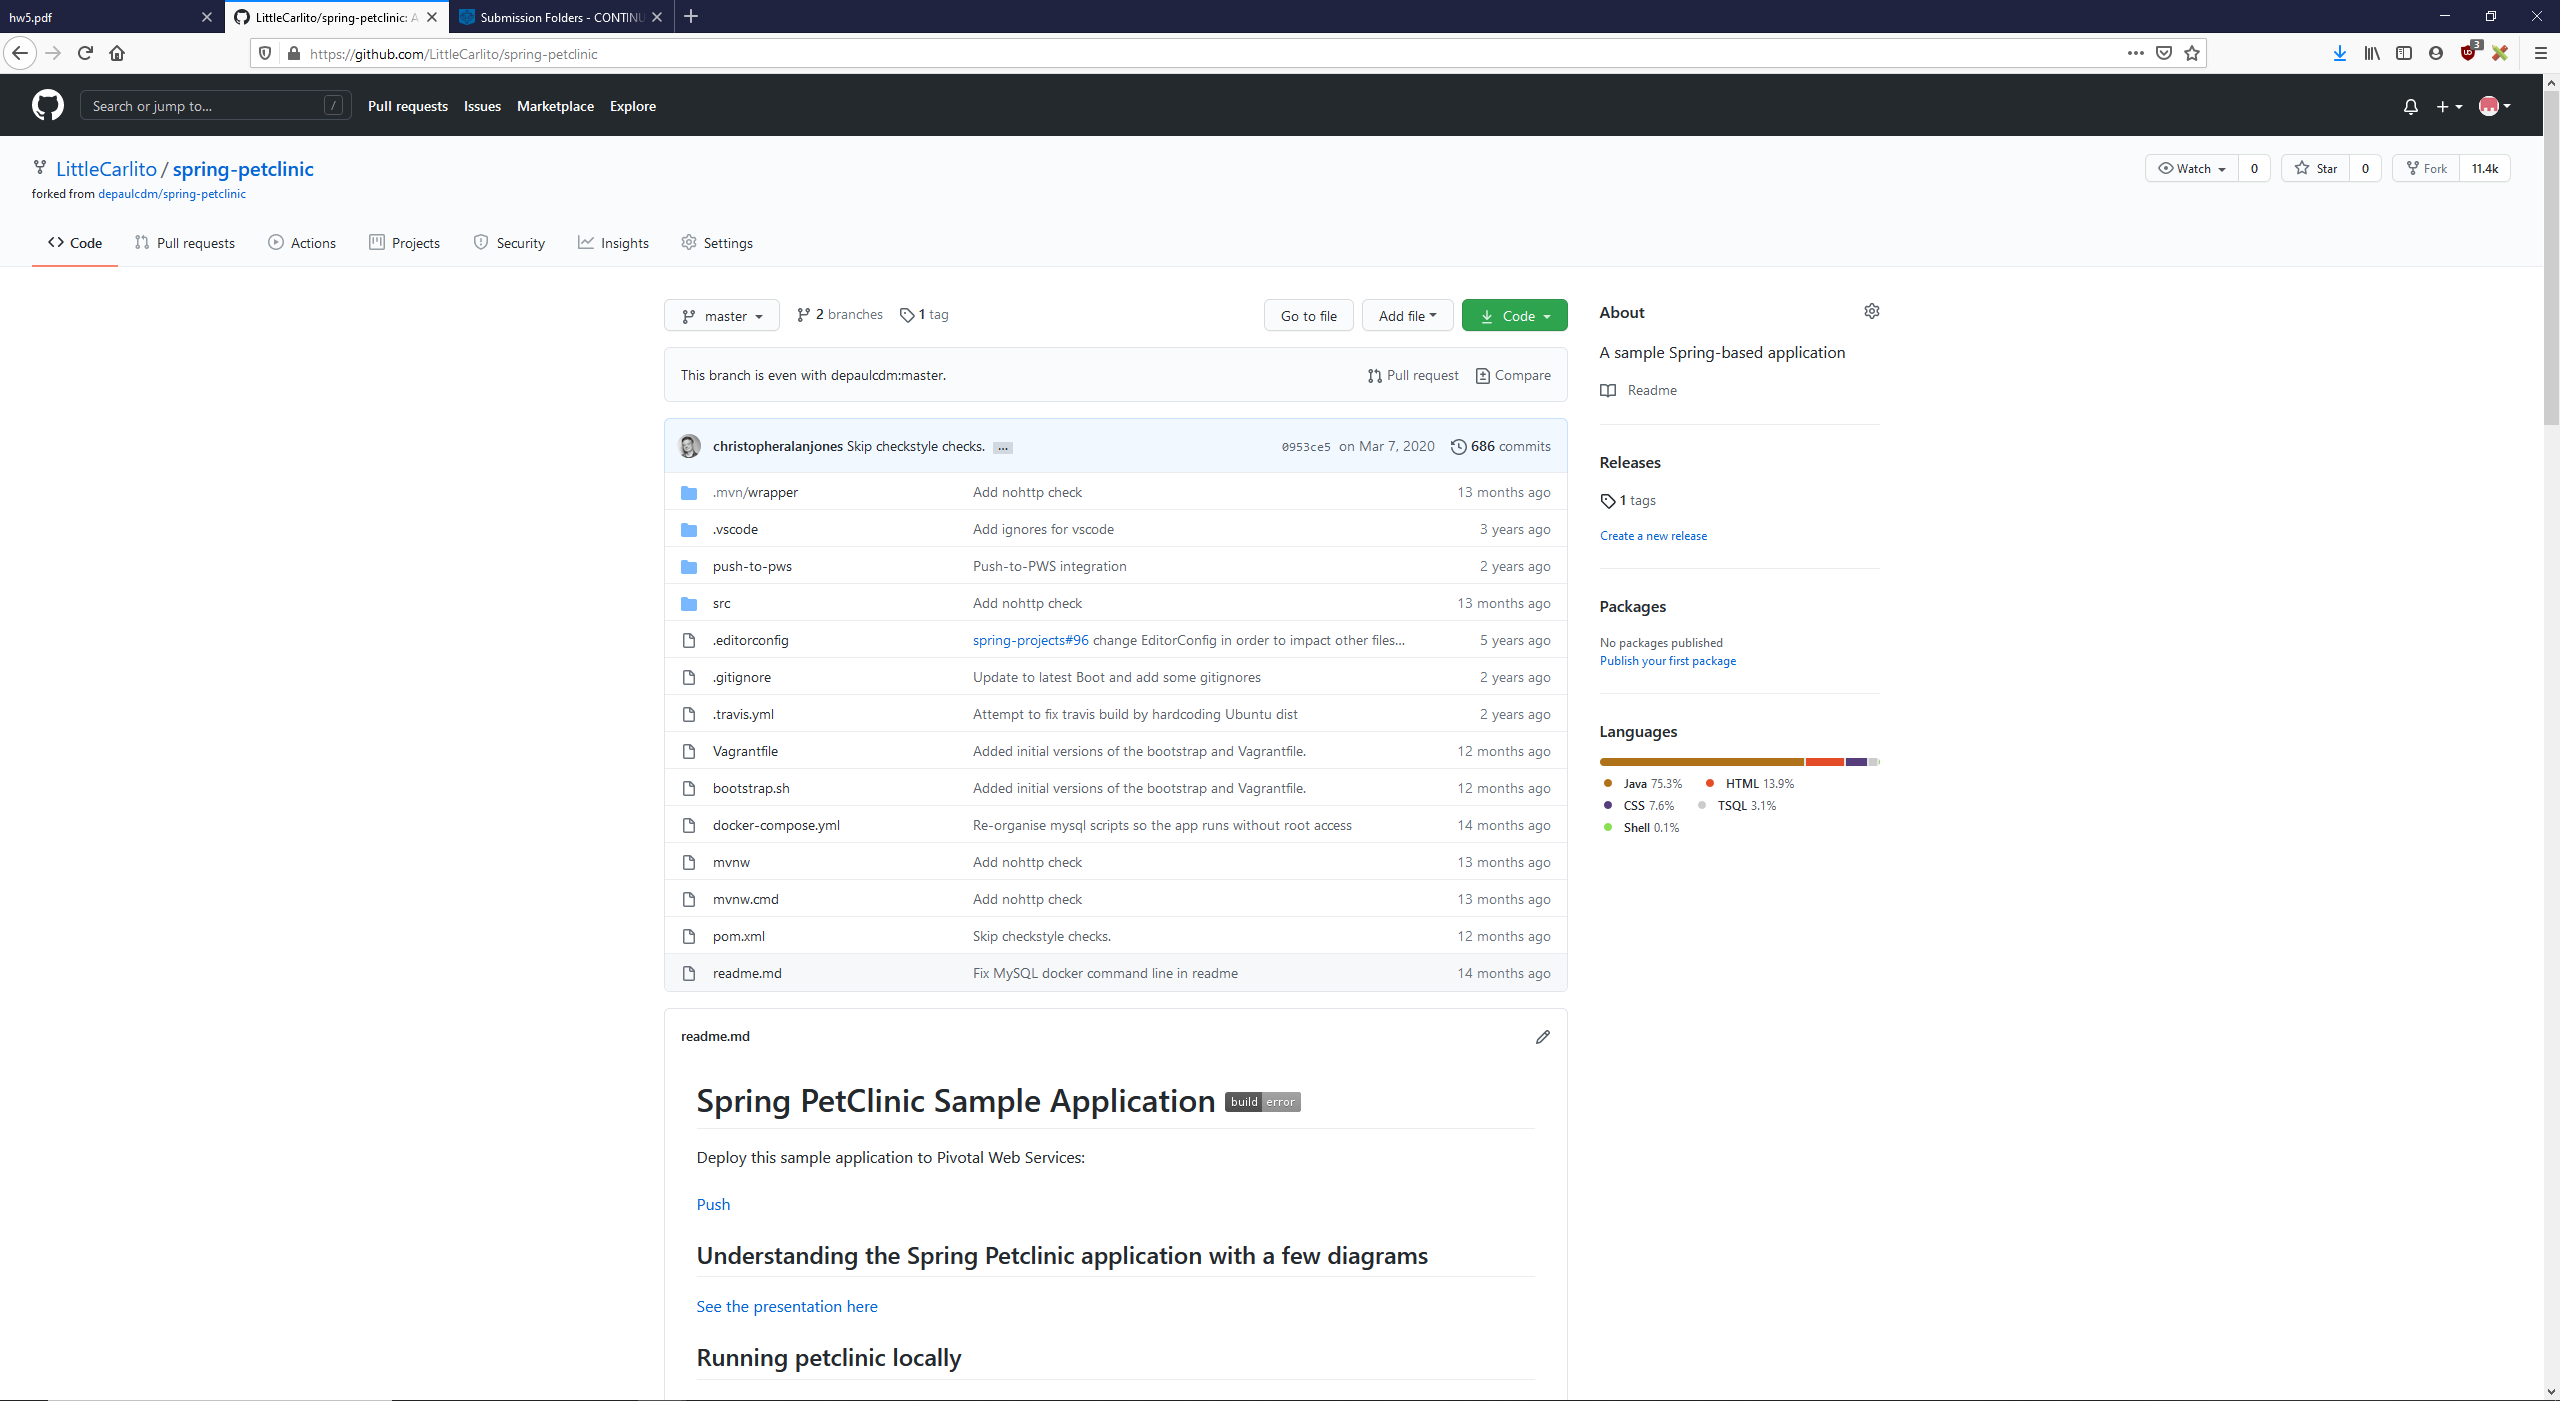 hw5.pdf
LittleCarlito/spring-petclinic: A
Submission Folders - CONTINU
https://github.com/LittleCarlito/spring-petclinic
3
Search or jump to... /
Pull requests Issues Marketplace Explore
LittleCarlito / spring-petclinic
forked from depaulcdm/spring-petclinic
Watch 0 Star 0 Fork 11.4k
Code Pull requests Actions Projects Security Insights Settings
master 2 branches 1 tag Go to file Add file Code
This branch is even with depaulcdm:master. Pull request Compare
christopheralanjones Skip checkstyle checks. ... 0953ce5 on Mar 7, 2020 686 commits
.mvn/wrapper Add nohttp check 13 months ago
.vscode Add ignores for vscode 3 years ago
push-to-pws Push-to-PWS integration 2 years ago
src Add nohttp check 13 months ago
.editorconfig spring-projects#96 change EditorConfig in order to impact other files... 5 years ago
.gitignore Update to latest Boot and add some gitignores 2 years ago
.travis.yml Attempt to fix travis build by hardcoding Ubuntu dist 2 years ago
Vagrantfile Added initial versions of the bootstrap and Vagrantfile. 12 months ago
bootstrap.sh Added initial versions of the bootstrap and Vagrantfile. 12 months ago
docker-compose.yml Re-organise mysql scripts so the app runs without root access 14 months ago
mvnw Add nohttp check 13 months ago
mvnw.cmd Add nohttp check 13 months ago
pom.xml Skip checkstyle checks. 12 months ago
readme.md Fix MySQL docker command line in readme 14 months ago
readme.md
Spring PetClinic Sample Application build error
Deploy this sample application to Pivotal Web Services:
Push
Understanding the Spring Petclinic application with a few diagrams
See the presentation here
Running petclinic locally
About
A sample Spring-based application
Readme
Releases
1 tags
Create a new release
Packages
No packages published
Publish your first package
Languages
Java 75.3% HTML 13.9%
CSS 7.6% TSQL 3.1%
Shell 0.1%